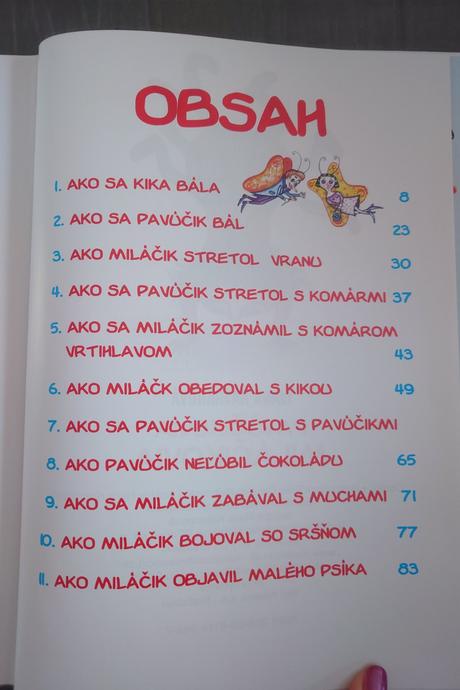 OBSAH
1. AKO SA KIKA BÁLA 8
2. AKO SA PAVÚČIK BÁL 23
3. AKO MILÁČIK STRETOL VRANU 30
4. AKO SA PAVÚČIK STRETOL S KOMÁRMI 37
5. AKO SA MILÁČIK ZOZNÁMIL S KOMÁROM
VRTIHLAVOM 43
6. AKO MILÁČK OBEDOVAL S KIKOU 49
7. AKO SA PAVÚČIK STRETOL S PAVÚČIKMI
8. AKO PAVÚČIK NEĽÚBIL ČOKOLÁDU 65
9. AKO SA MILÁČIK ZABÁVAL S MUCHAMI 71
10. AKO MILÁČIK BOJOVAL SO SRŠŇOM 77
11. AKO MILÁČIK OBJAVIL MALÉHO PSÍKA 83